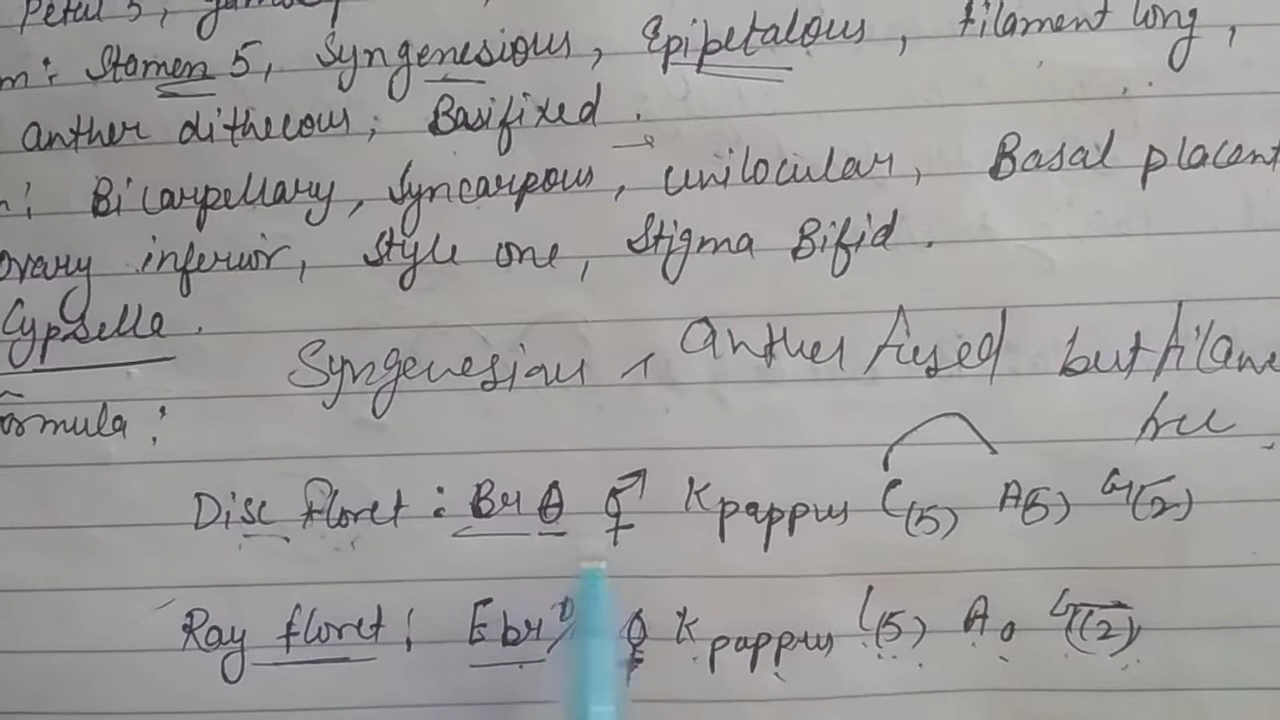 Petal 5,
m: Stamen 5, Syngenesious, Epipetalous, filament long,
anther dithecous; Basifixed.
n: Bicarpellary, Syncarpous, unilocular, Basal placent
ovary inferior, Style one, Stigma Bifid.
Cypsella.
Syngenesious → Anther fused but filame
free
ormula:
Disc floret: Br ⊕ ⚥ K pappus C(5) A(5) G(2)
Ray floret: Ebr % ♀ K pappus C(5) A0 G(2)